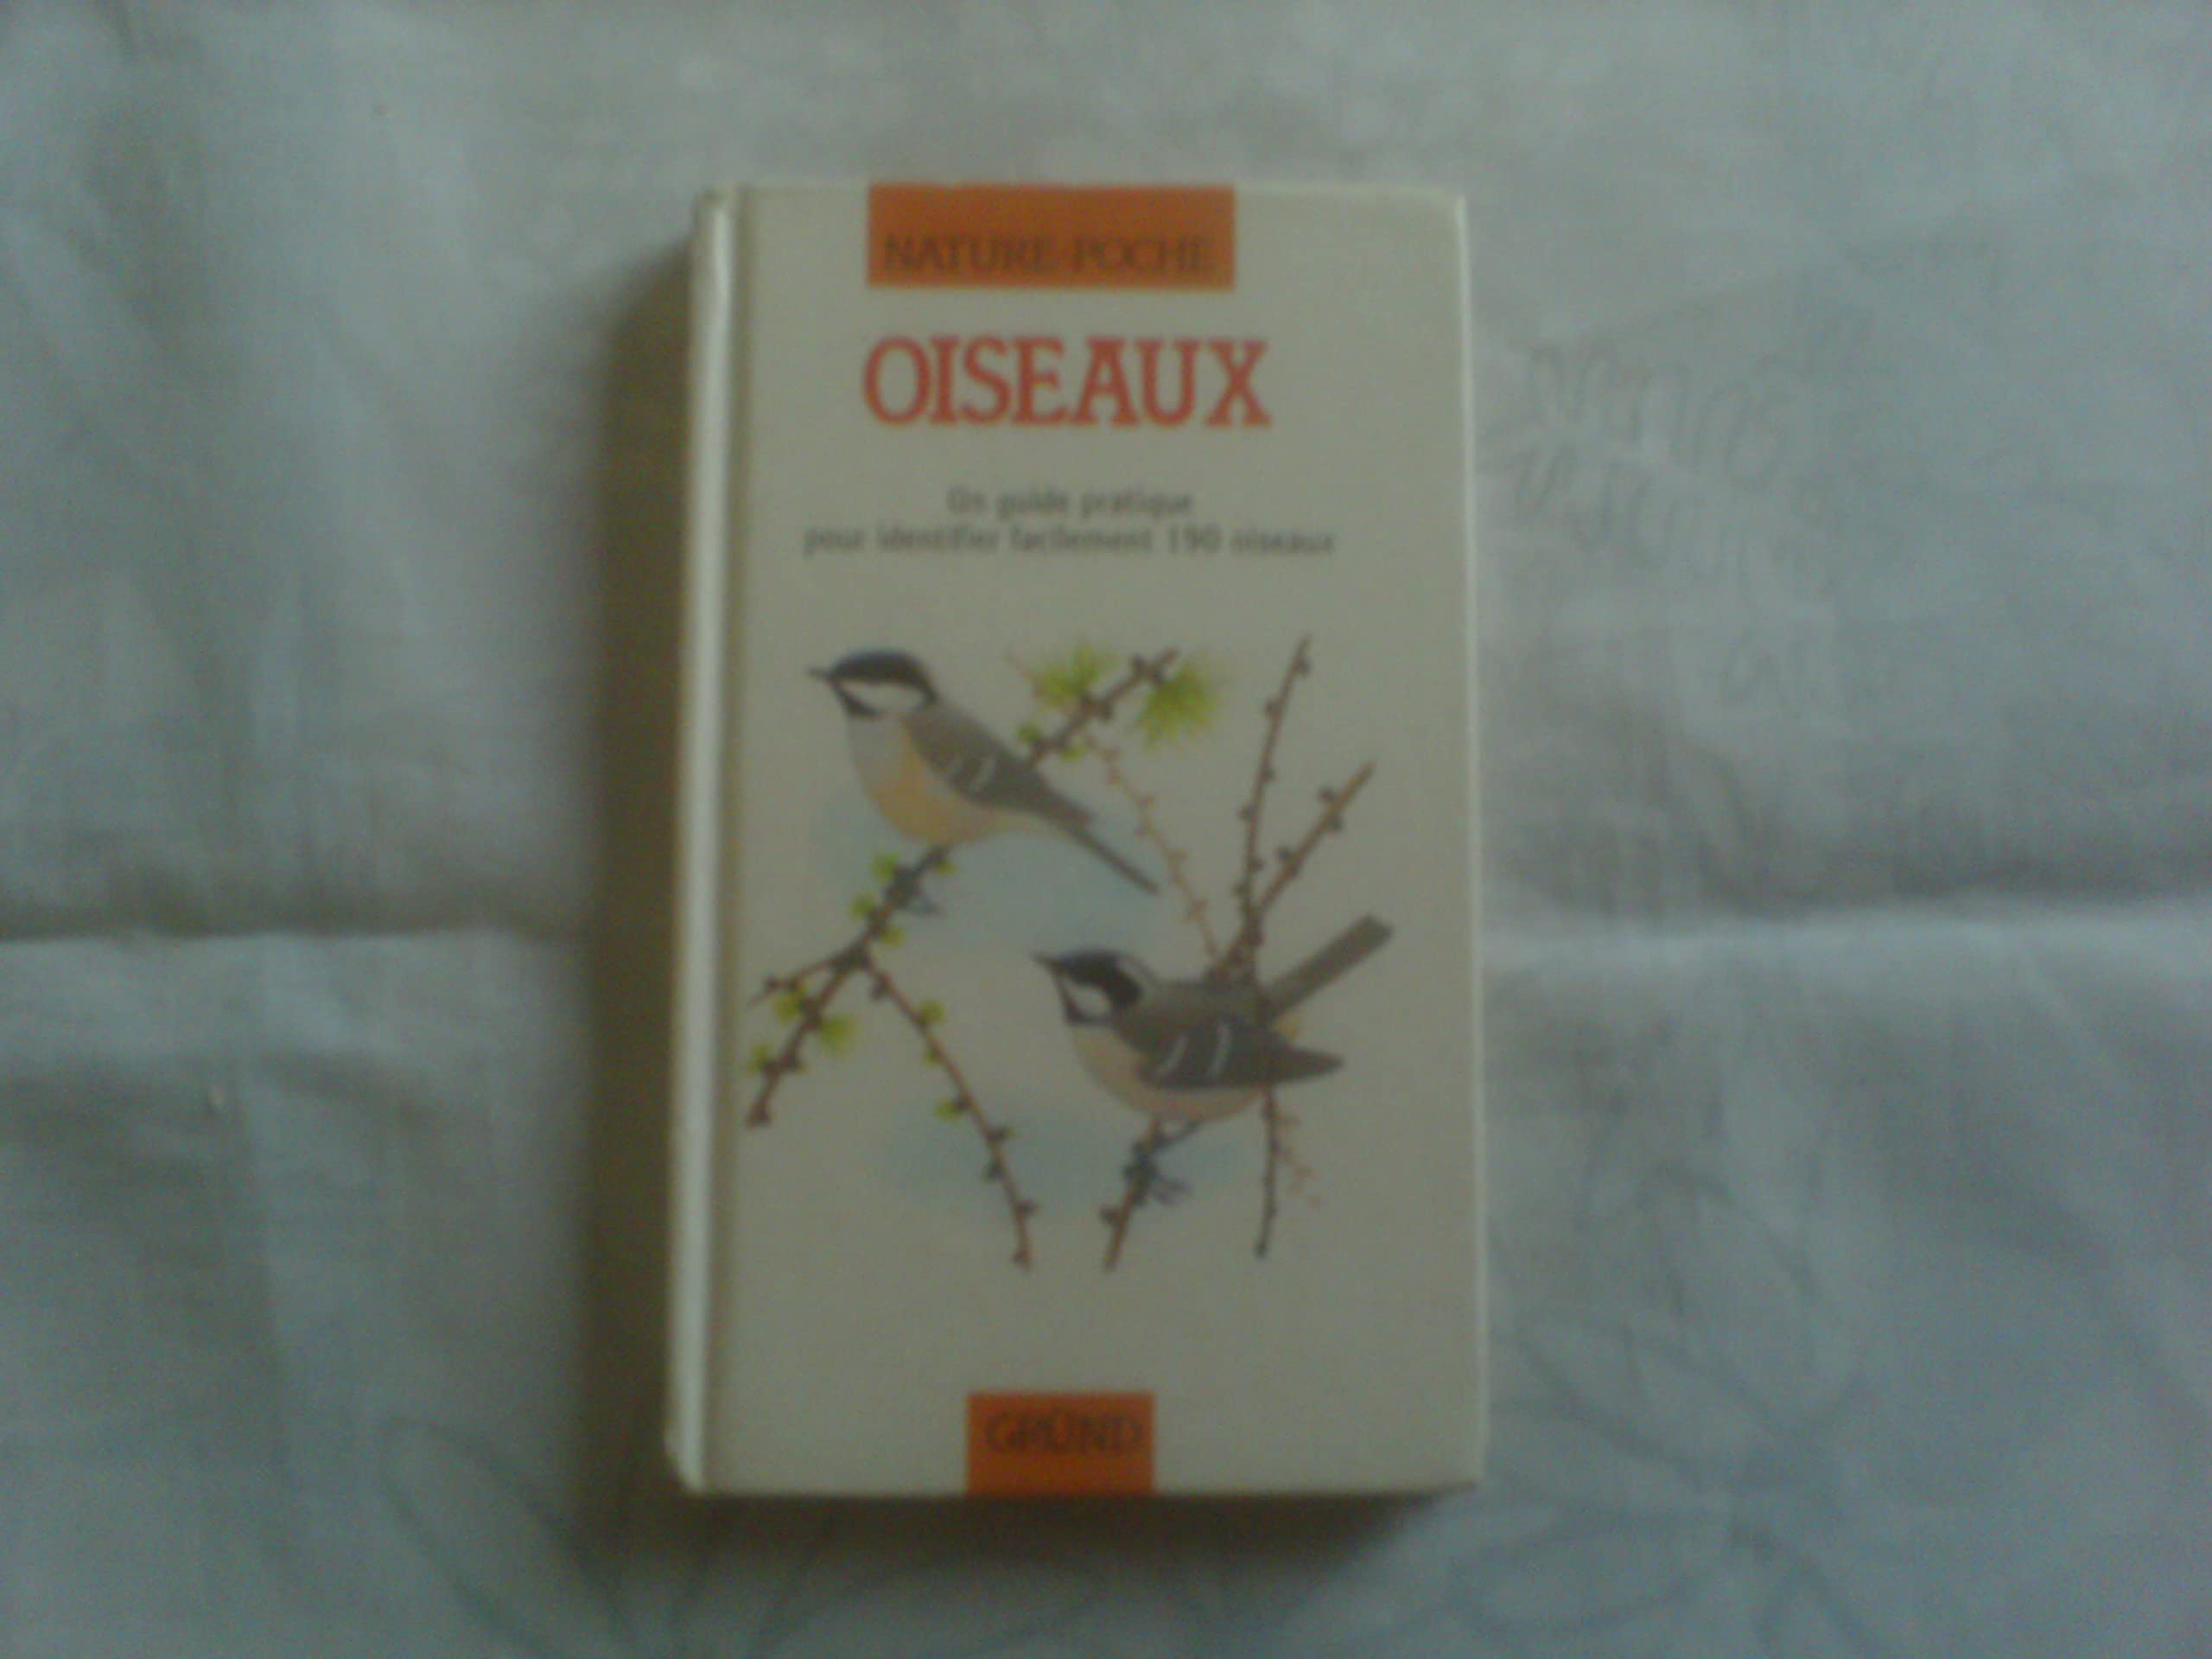 NATURE-POCHE
OISEAUX
Un guide pratique
pour identifier facilement 190 oiseaux
GRÜND